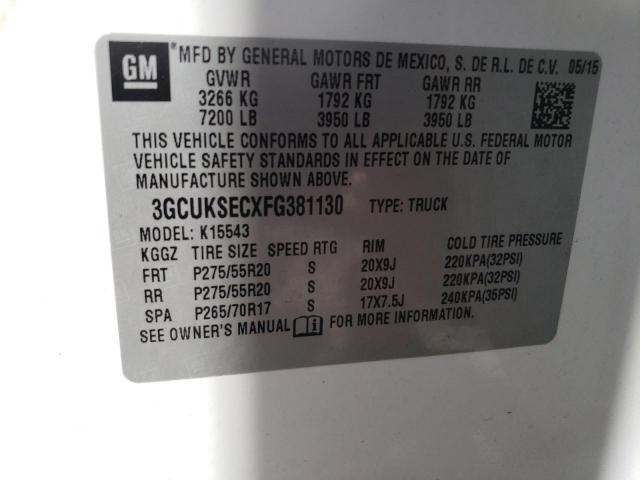 GM
*MFD BY GENERAL MOTORS DE MEXICO, S. DE R.L. DE C.V. 05/15
GVWR GAWR FRT GAWR RR
3266 KG 1792 KG 1792 KG
7200 LB 3950 LB 3950 LB
THIS VEHICLE CONFORMS TO ALL APPLICABLE U.S. FEDERAL MOTOR
VEHICLE SAFETY STANDARDS IN EFFECT ON THE DATE OF
MANUFACTURE SHOWN ABOVE.
3GCUKSECXFG381130 TYPE: TRUCK
MODEL: K15543
KGGZ TIRE SIZE SPEED RTG RIM COLD TIRE PRESSURE
FRT P275/55R20 S 20X9J 220KPA(32PSI)
RR P275/55R20 S 20X9J 220KPA(32PSI)
SPA P265/70R17 S 17X7.5J 240KPA(35PSI)
SEE OWNER'S MANUAL i FOR MORE INFORMATION.